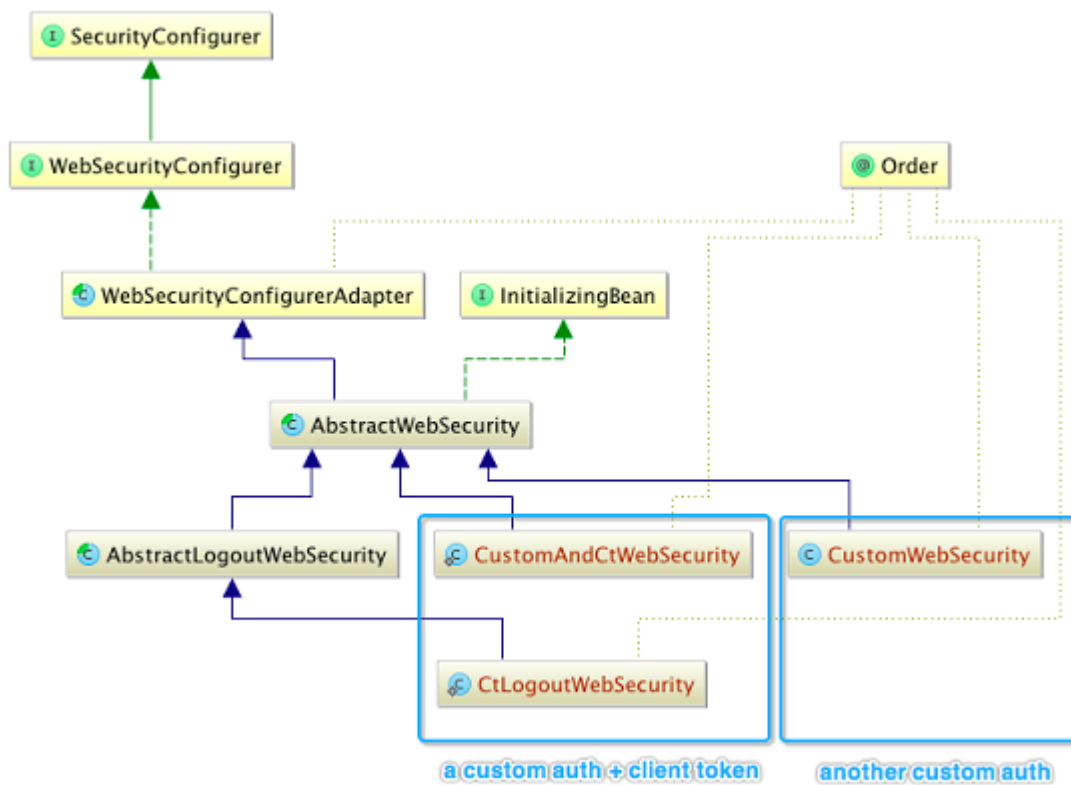 I SecurityConfigurer
I WebSecurityConfigurer
@ Order
C WebSecurityConfigurerAdapter
I InitializingBean
C AbstractWebSecurity
C AbstractLogoutWebSecurity
C CustomAndCtWebSecurity
C CustomWebSecurity
C CtLogoutWebSecurity
a custom auth + client token
another custom auth